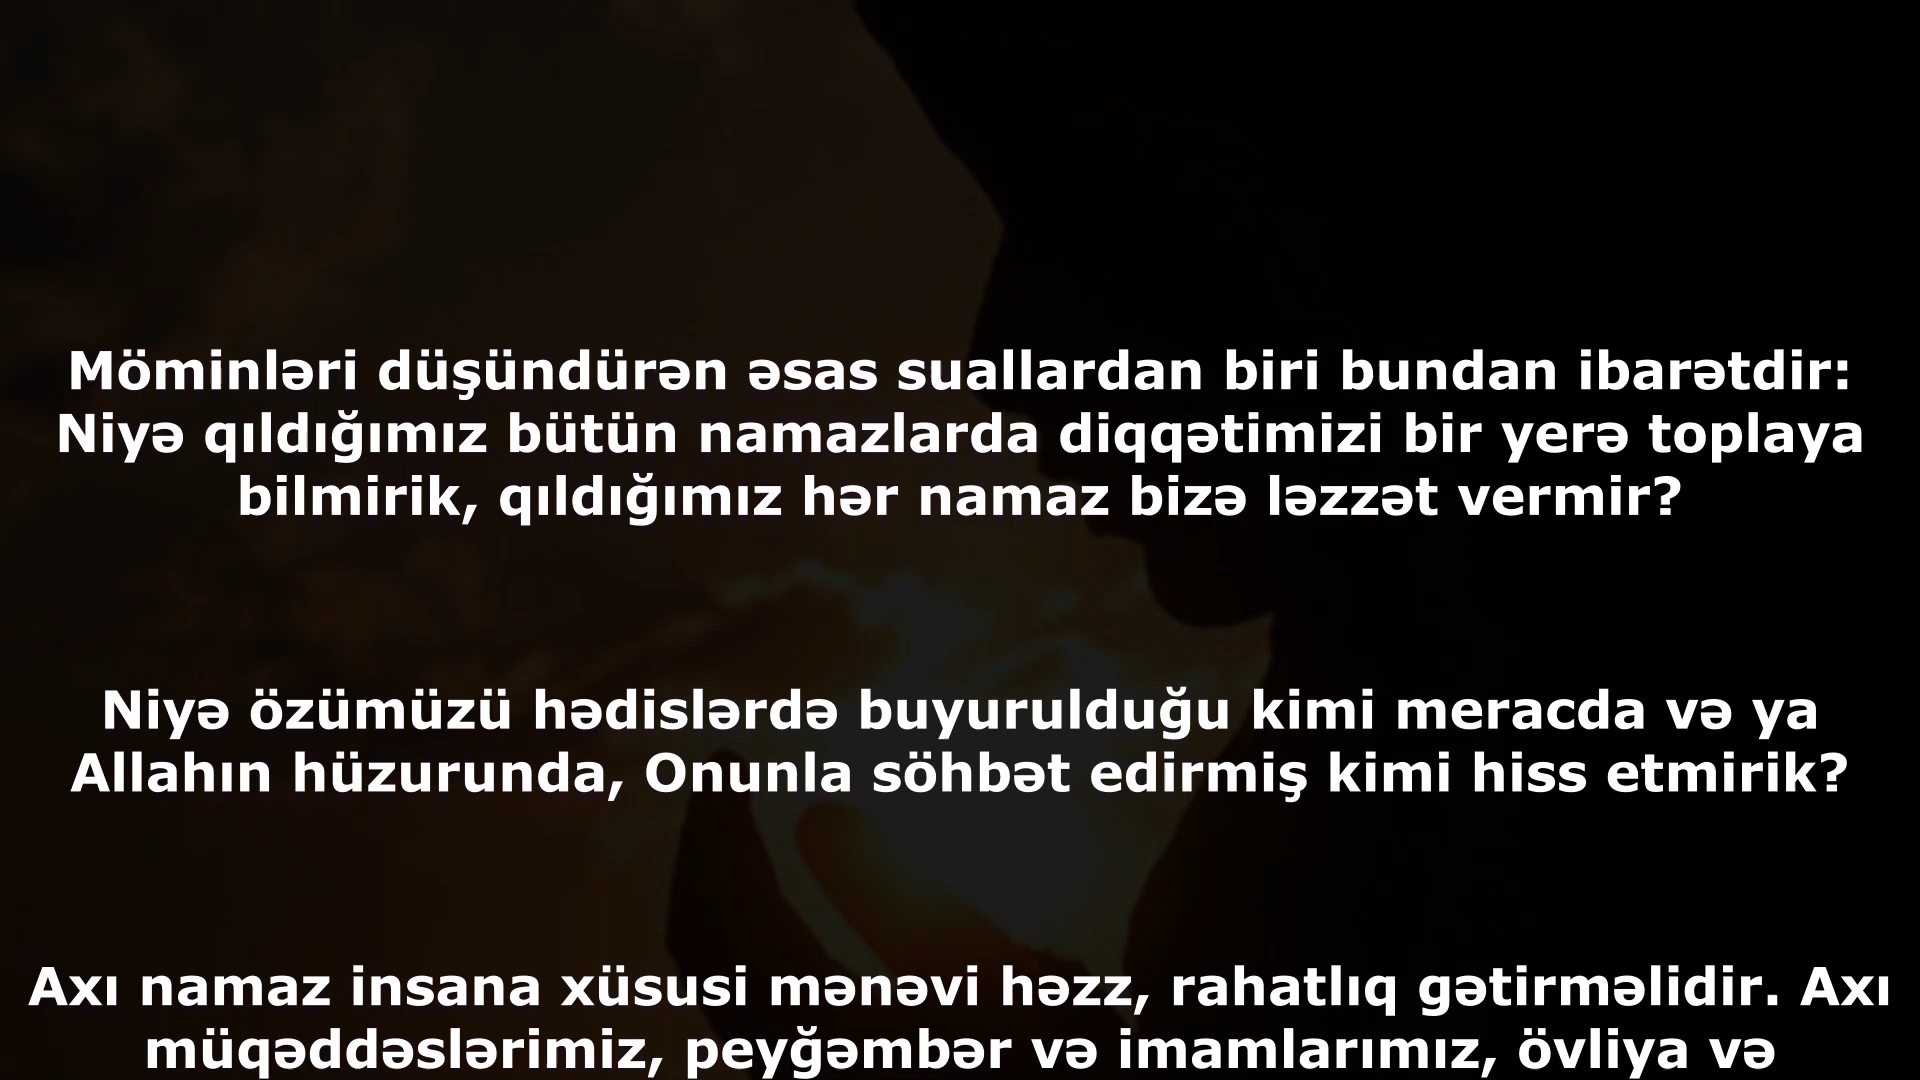 Möminləri düşündürən əsas suallardan biri bundan ibarətdir:
Niyə qıldığımız bütün namazlarda diqqətimizi bir yerə toplaya
bilmirik, qıldığımız hər namaz bizə ləzzət vermir?
Niyə özümüzü hədislərdə buyurulduğu kimi meracda və ya
Allahın hüzurunda, Onunla söhbət edirmiş kimi hiss etmirik?
Axı namaz insana xüsusi mənəvi həzz, rahatlıq gətirməlidir. Axı
müqəddəslərimiz, peyğəmbər və imamlarımız, övliya və